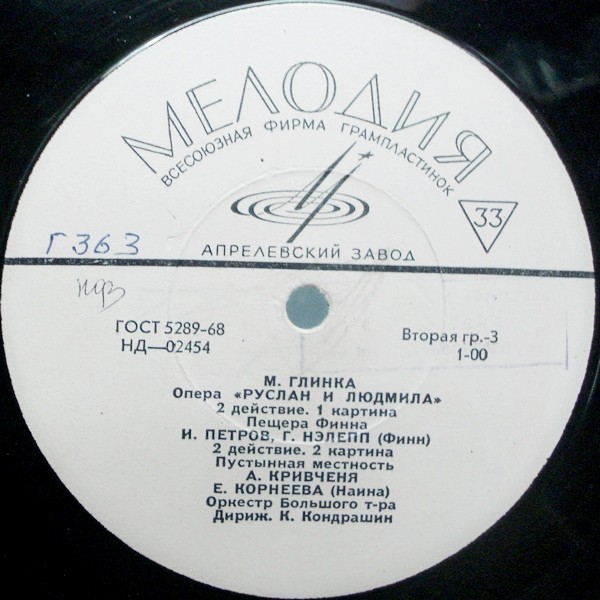 МЕЛОДИЯ
ВСЕСОЮЗНАЯ ФИРМА ГРАМПЛАСТИНОК
33
Г 363
АПРЕЛЕВСКИЙ ЗАВОД
нфз
ГОСТ 5289-68
НД—02454
Вторая гр.-3
1-00
М. ГЛИНКА
Опера «РУСЛАН И ЛЮДМИЛА»
2 действие. 1 картина
Пещера Финна
И. ПЕТРОВ, Г. НЭЛЕПП (Финн)
2 действие. 2 картина
Пустынная местность
А. КРИВЧЕНЯ
Е. КОРНЕЕВА (Наина)
Оркестр Большого т-ра
Дириж. К. Кондрашин